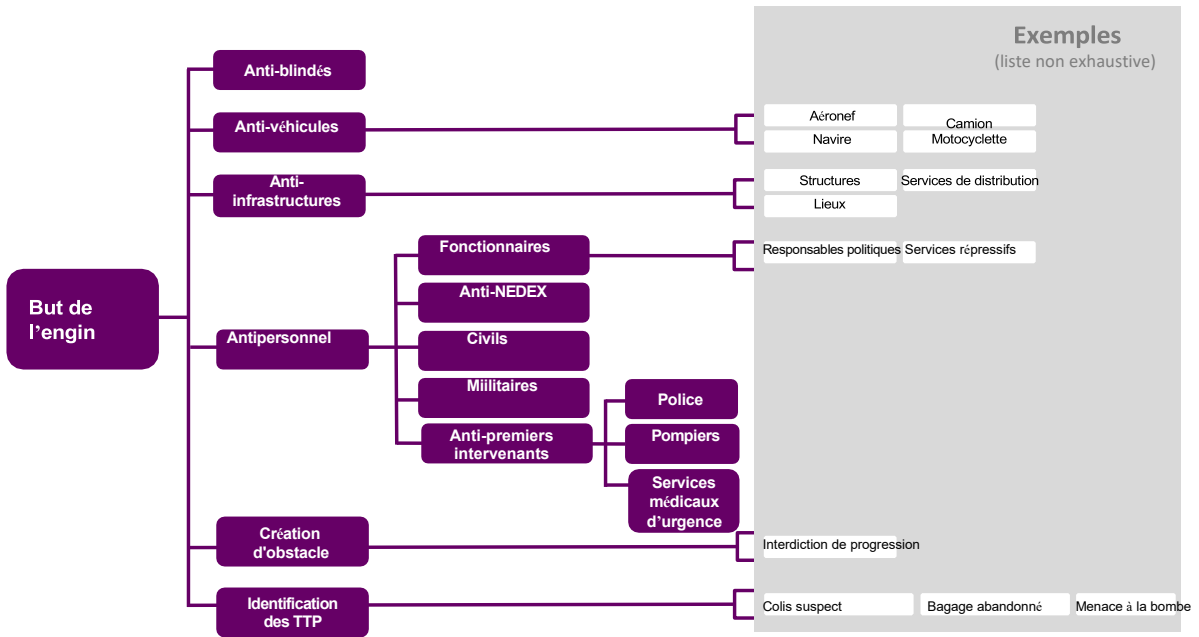 Exemples
(liste non exhaustive)
Anti-blindés
Anti-véhicules
Aéronef
Camion
Navire
Motocyclette
Anti-
infrastructures
Structures
Services de distribution
Lieux
Fonctionnaires
Responsables politiques
Services répressifs
Anti-NEDEX
But de
l'engin
Antipersonnel
Civils
Miilitaires
Police
Anti-premiers
intervenants
Pompiers
Services
médicaux
d'urgence
Création
d'obstacle
Interdiction de progression
Identification
des TTP
Colis suspect
Bagage abandonné
Menace à la bombe